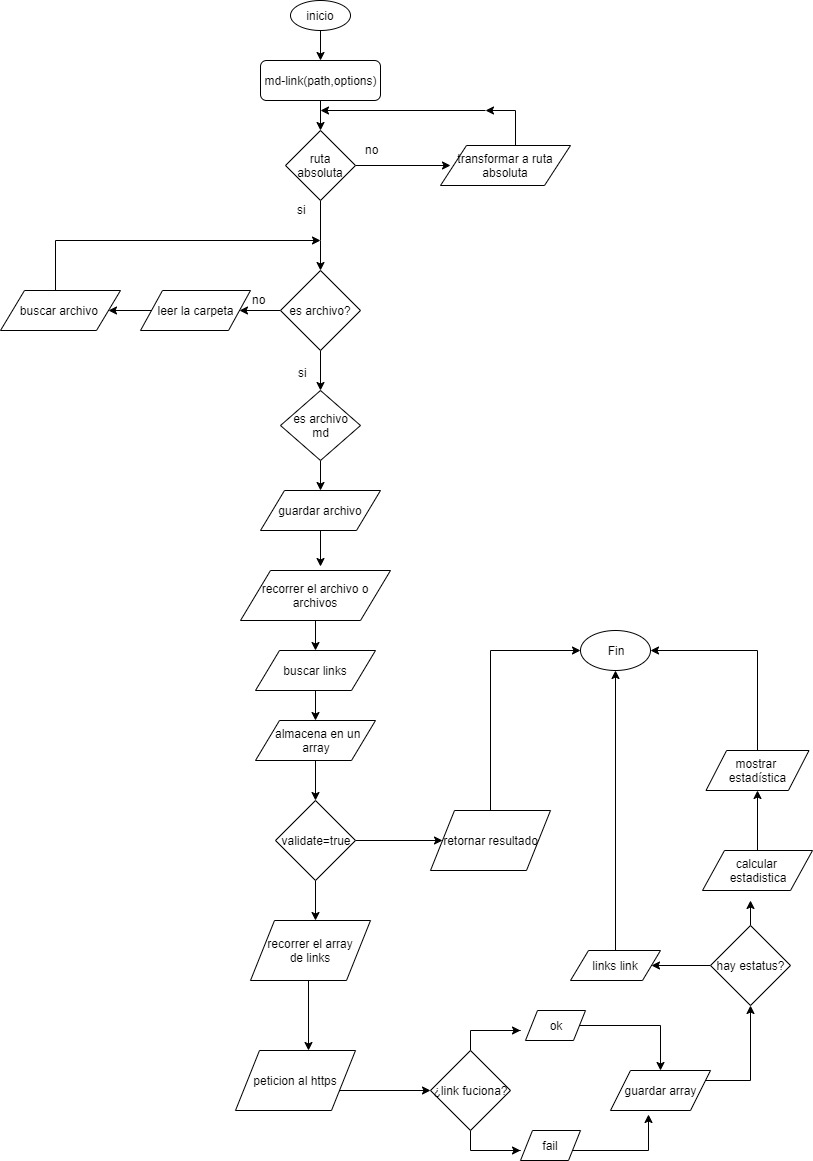 inicio
md-link(path,options)
ruta
absoluta
no
transformar a ruta
absoluta
si
buscar archivo
leer la carpeta
no
es archivo?
si
es archivo
md
guardar archivo
recorrer el archivo o
archivos
buscar links
Fin
almacena en un
array
mostrar
estadística
validate=true
retornar resultado
calcular
estadistica
recorrer el array
de links
links link
hay estatus?
peticion al https
¿link fuciona?
ok
guardar array
fail